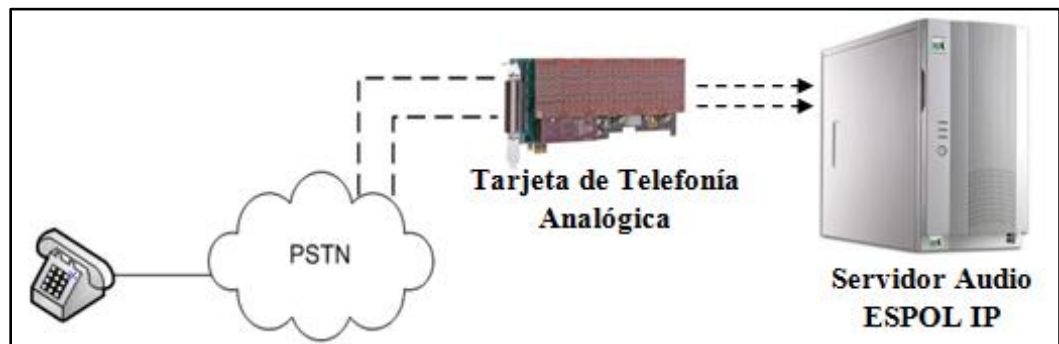 PSTN
Tarjeta de Telefonía
Analógica
Servidor Audio
ESPOL IP